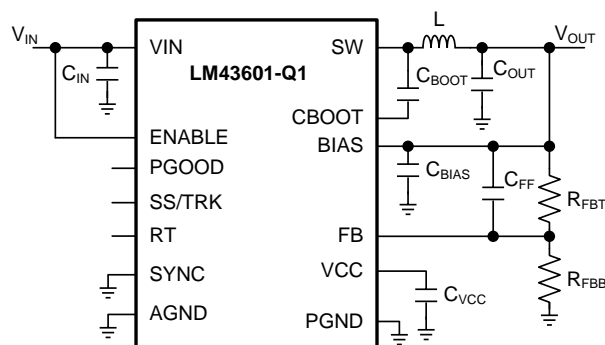 VIN
CIN
VIN
ENABLE
PGOOD
SS/TRK
RT
SYNC
AGND
LM43601-Q1
SW
CBOOT
BIAS
FB
VCC
PGND
L
VOUT
CBOOT
COUT
CBIAS
CFF
RFBT
RFBB
CVCC